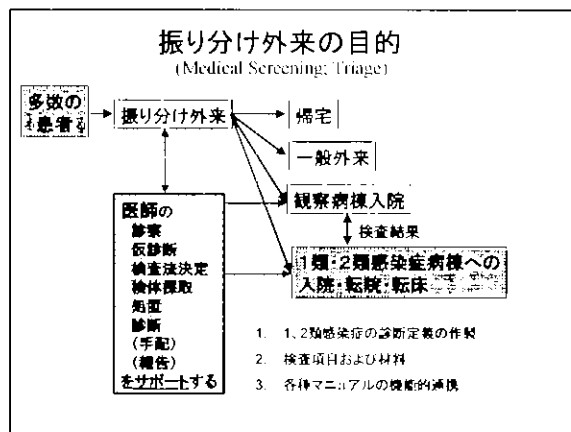 振り分け外来の目的
(Medical Screening; Triage)
多数の
患者
振り分け外来
帰宅
一般外来
観察病棟入院
検査結果
1類・2類感染症病棟への
入院・転院・転床
医師の
診察
仮診断
検査法決定
検体採取
処置
診断
(手配)
(報告)
をサポートする
1. 1、2類感染症の診断定義の作製
2. 検査項目および材料
3. 各種マニュアルの機能的連携